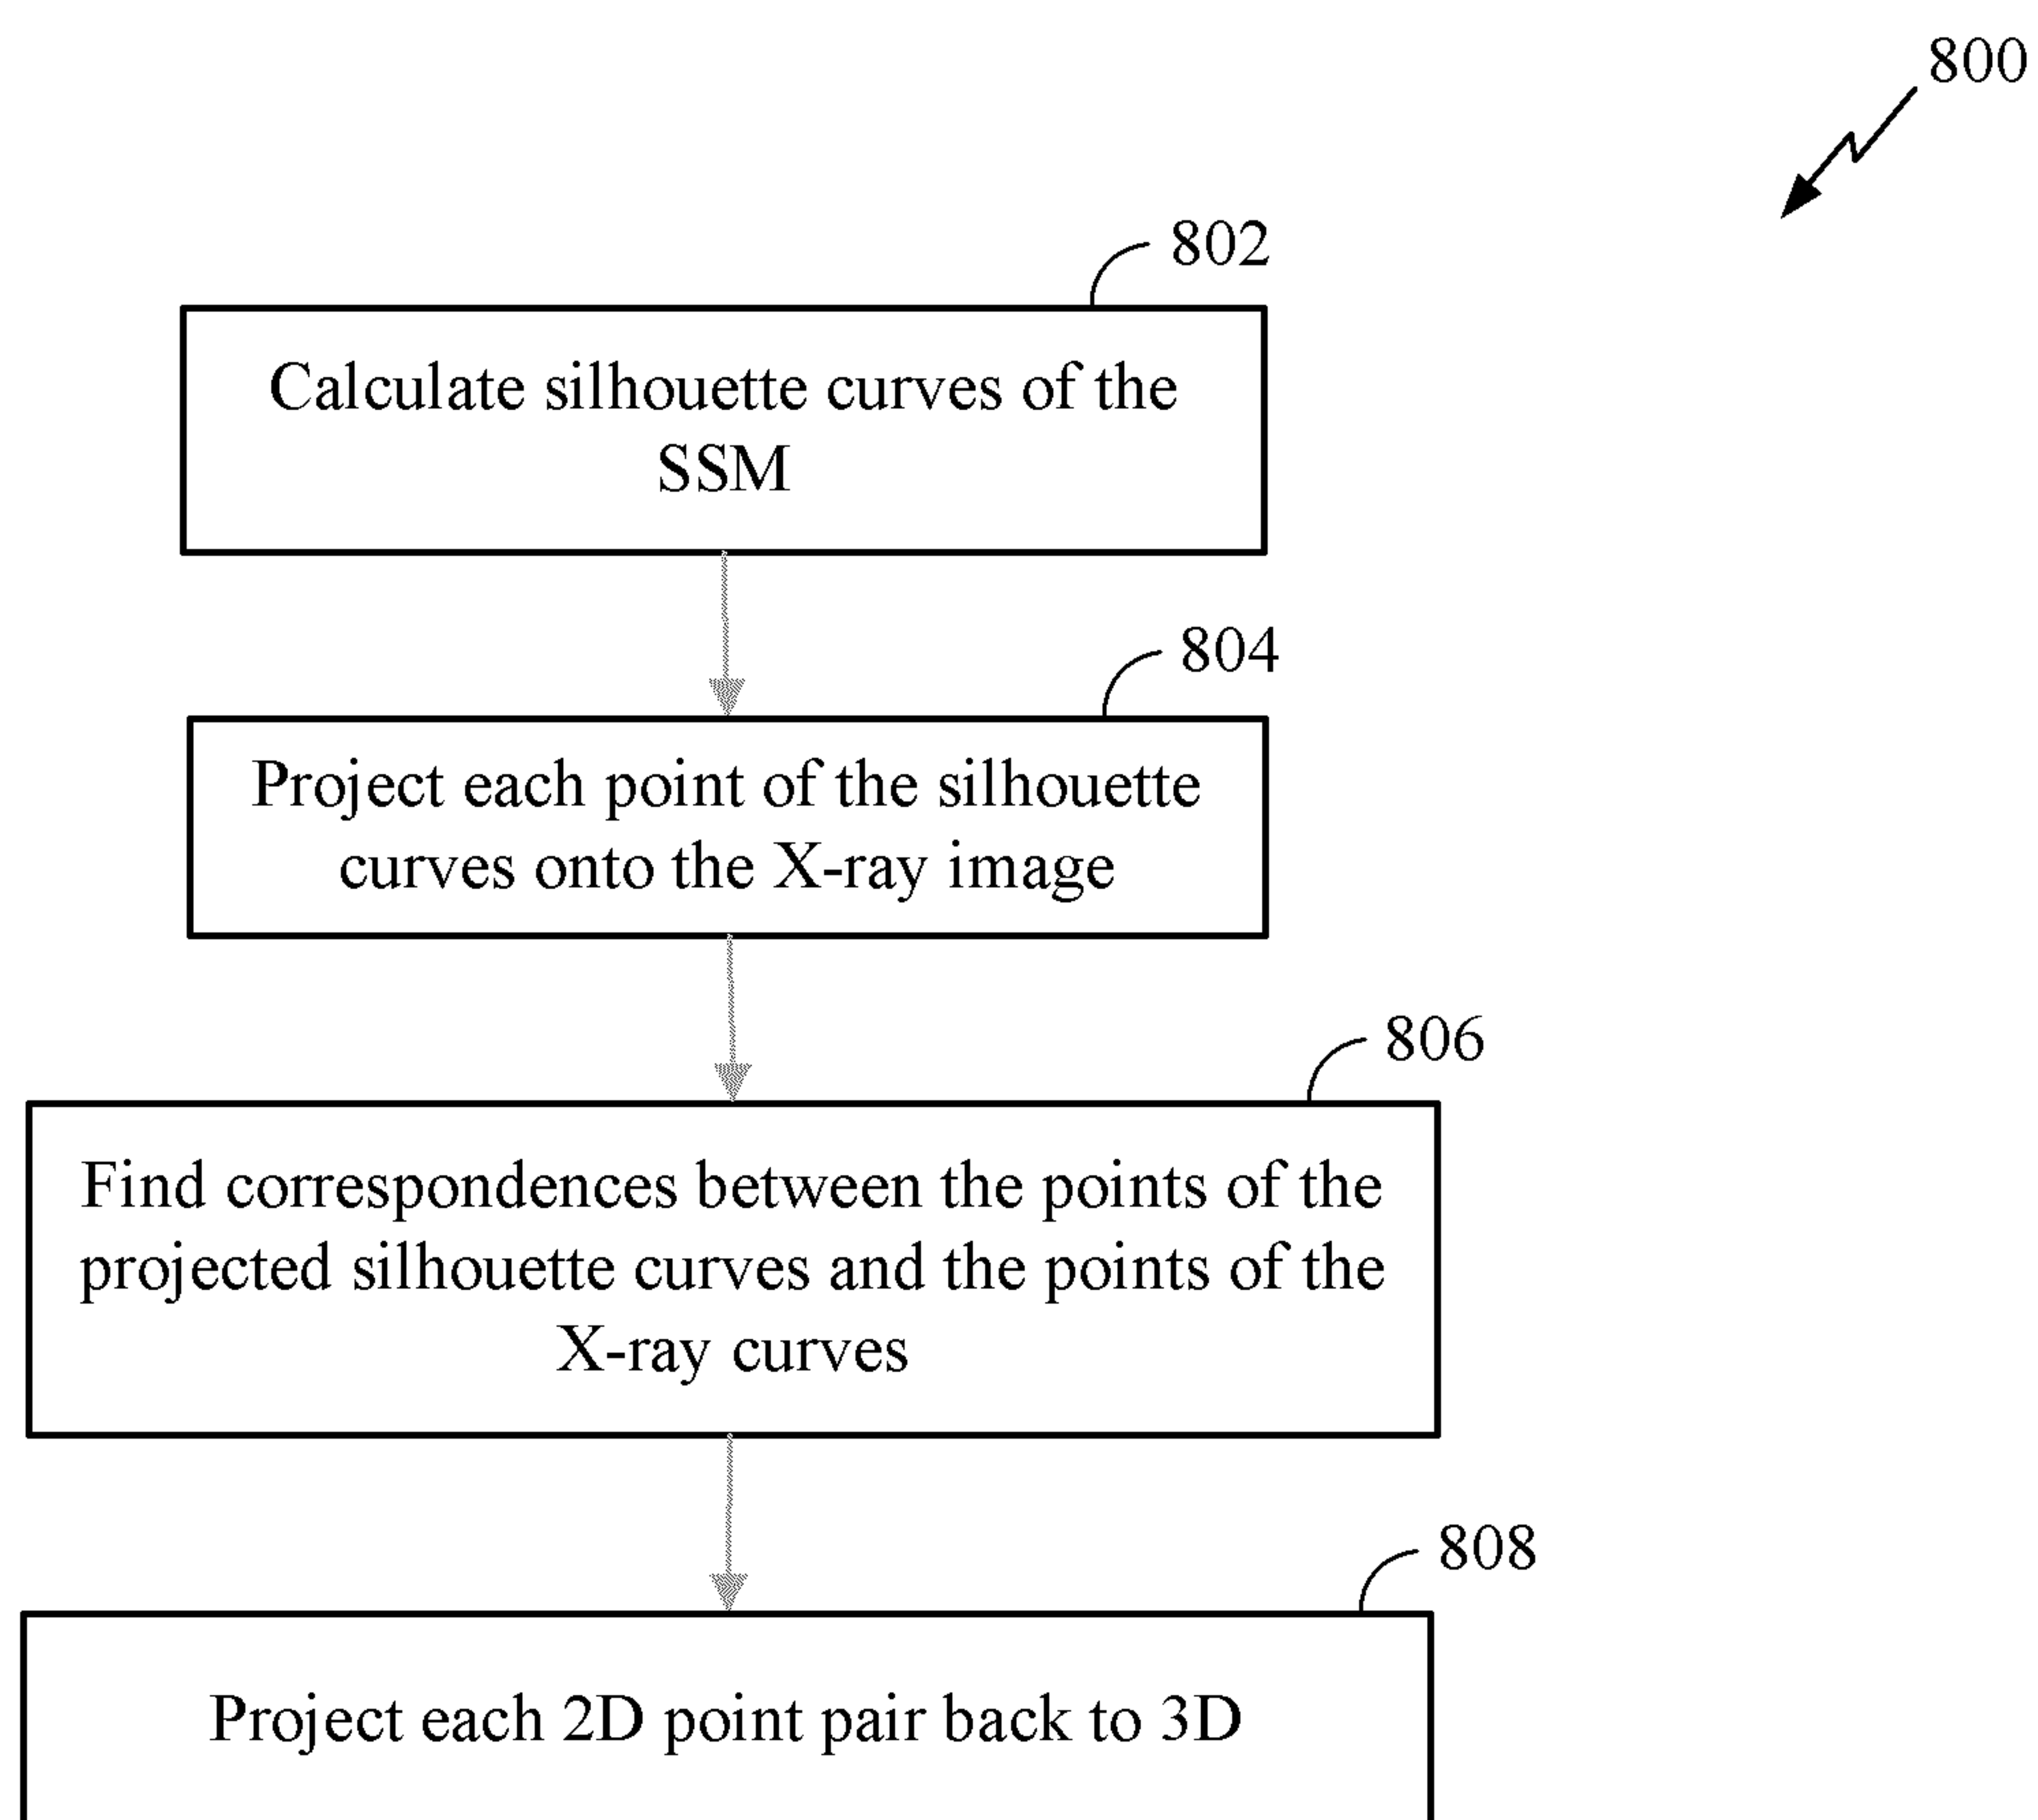 800
802
Calculate silhouette curves of the
SSM
804
Project each point of the silhouette
curves onto the X-ray image
806
Find correspondences between the points of the
projected silhouette curves and the points of the
X-ray curves
808
Project each 2D point pair back to 3D